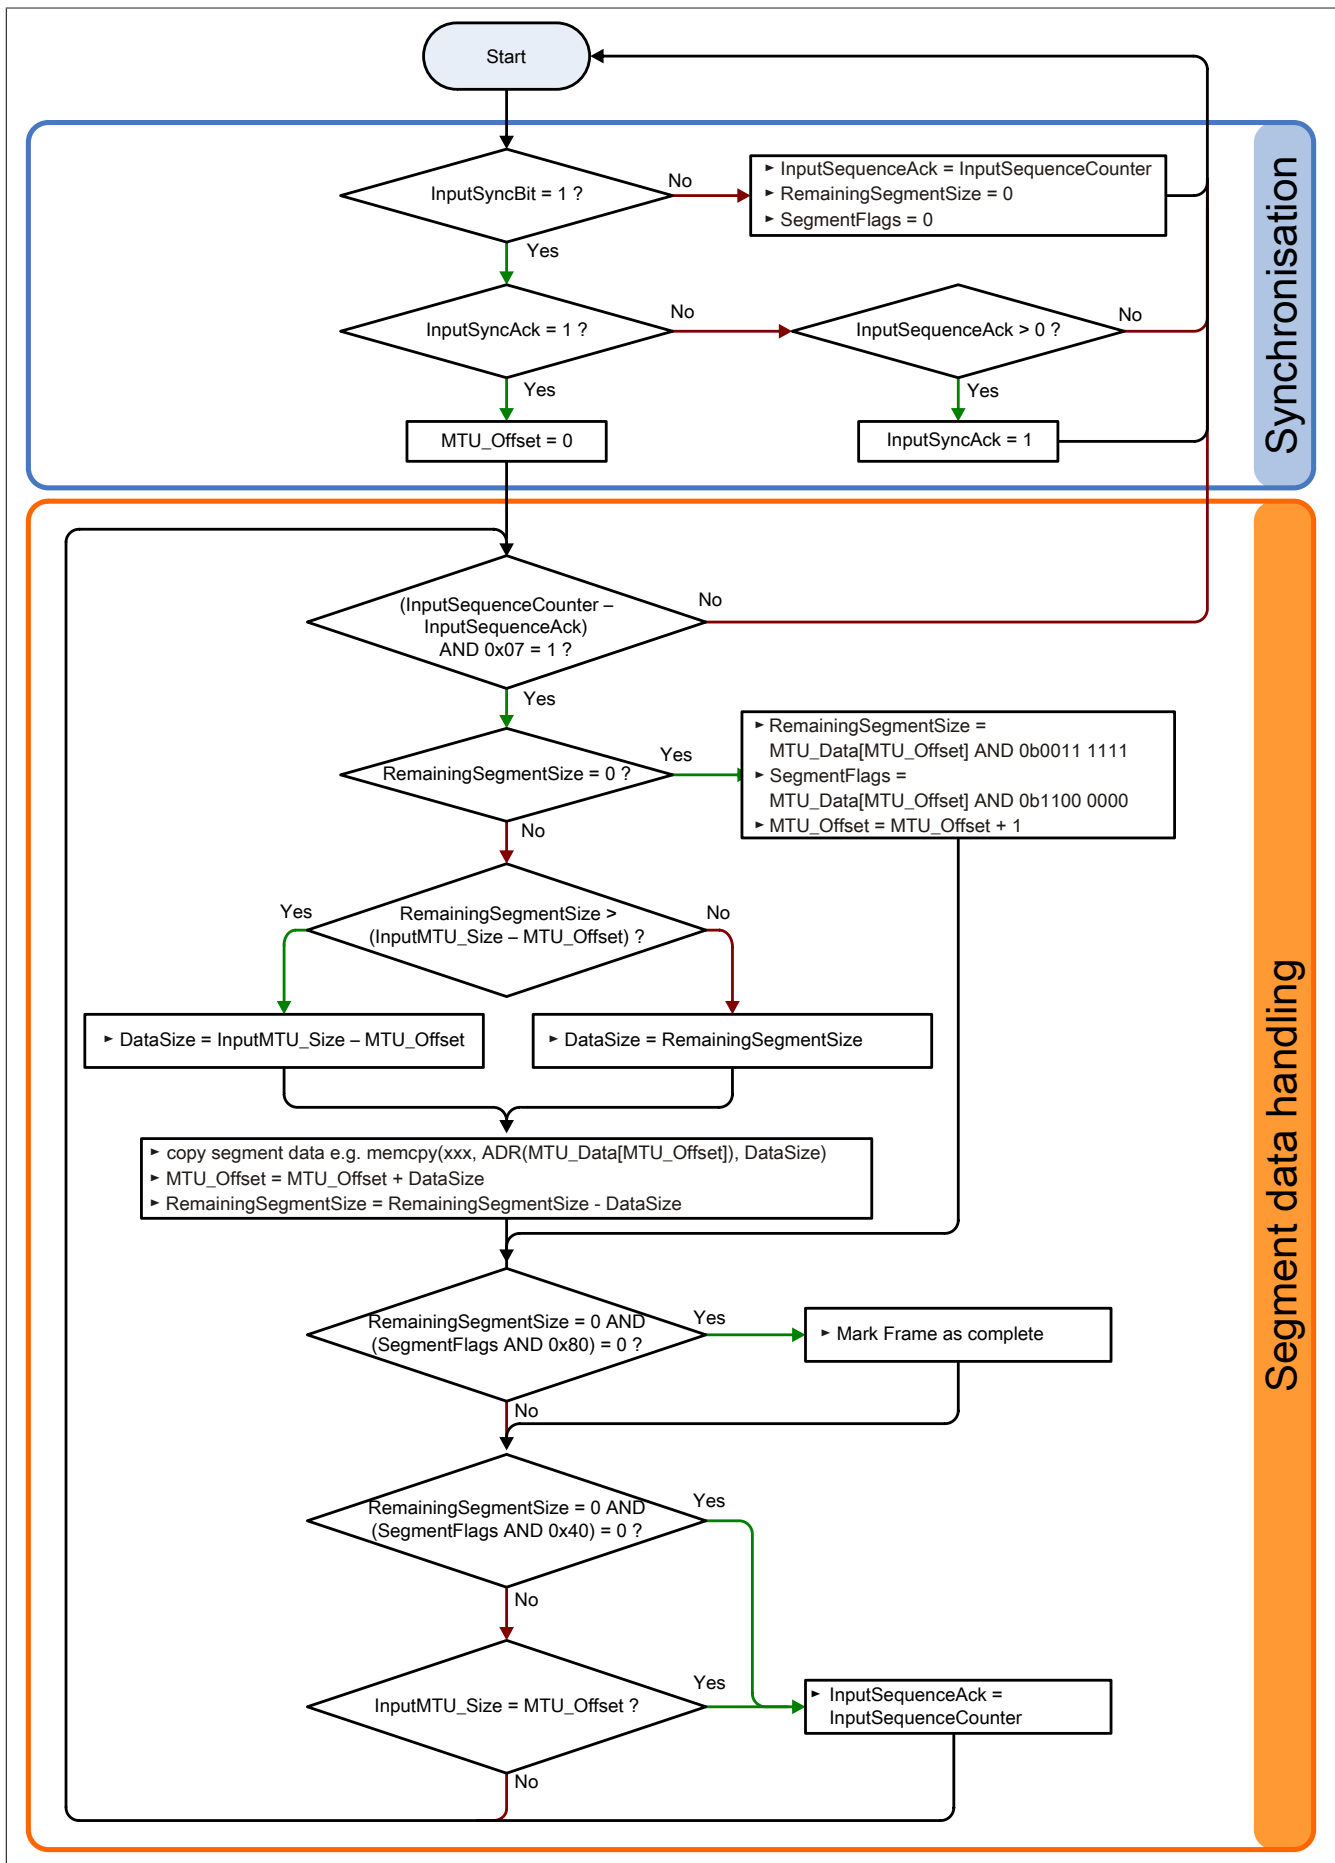 Start
InputSyncBit = 1 ?
No
► InputSequenceAck = InputSequenceCounter
► RemainingSegmentSize = 0
► SegmentFlags = 0
Yes
InputSyncAck = 1 ?
No
InputSequenceAck > 0 ?
No
Yes
Yes
MTU_Offset = 0
InputSyncAck = 1
Synchronisation
(InputSequenceCounter –
InputSequenceAck)
AND 0x07 = 1 ?
No
Yes
RemainingSegmentSize = 0 ?
Yes
► RemainingSegmentSize =
MTU_Data[MTU_Offset] AND 0b0011 1111
► SegmentFlags =
MTU_Data[MTU_Offset] AND 0b1100 0000
► MTU_Offset = MTU_Offset + 1
No
RemainingSegmentSize >
(InputMTU_Size – MTU_Offset) ?
Yes
No
► DataSize = InputMTU_Size – MTU_Offset
► DataSize = RemainingSegmentSize
► copy segment data e.g. memcpy(xxx, ADR(MTU_Data[MTU_Offset]), DataSize)
► MTU_Offset = MTU_Offset + DataSize
► RemainingSegmentSize = RemainingSegmentSize - DataSize
RemainingSegmentSize = 0 AND
(SegmentFlags AND 0x80) = 0 ?
Yes
► Mark Frame as complete
No
RemainingSegmentSize = 0 AND
(SegmentFlags AND 0x40) = 0 ?
Yes
No
InputMTU_Size = MTU_Offset ?
Yes
► InputSequenceAck =
InputSequenceCounter
No
Segment data handling